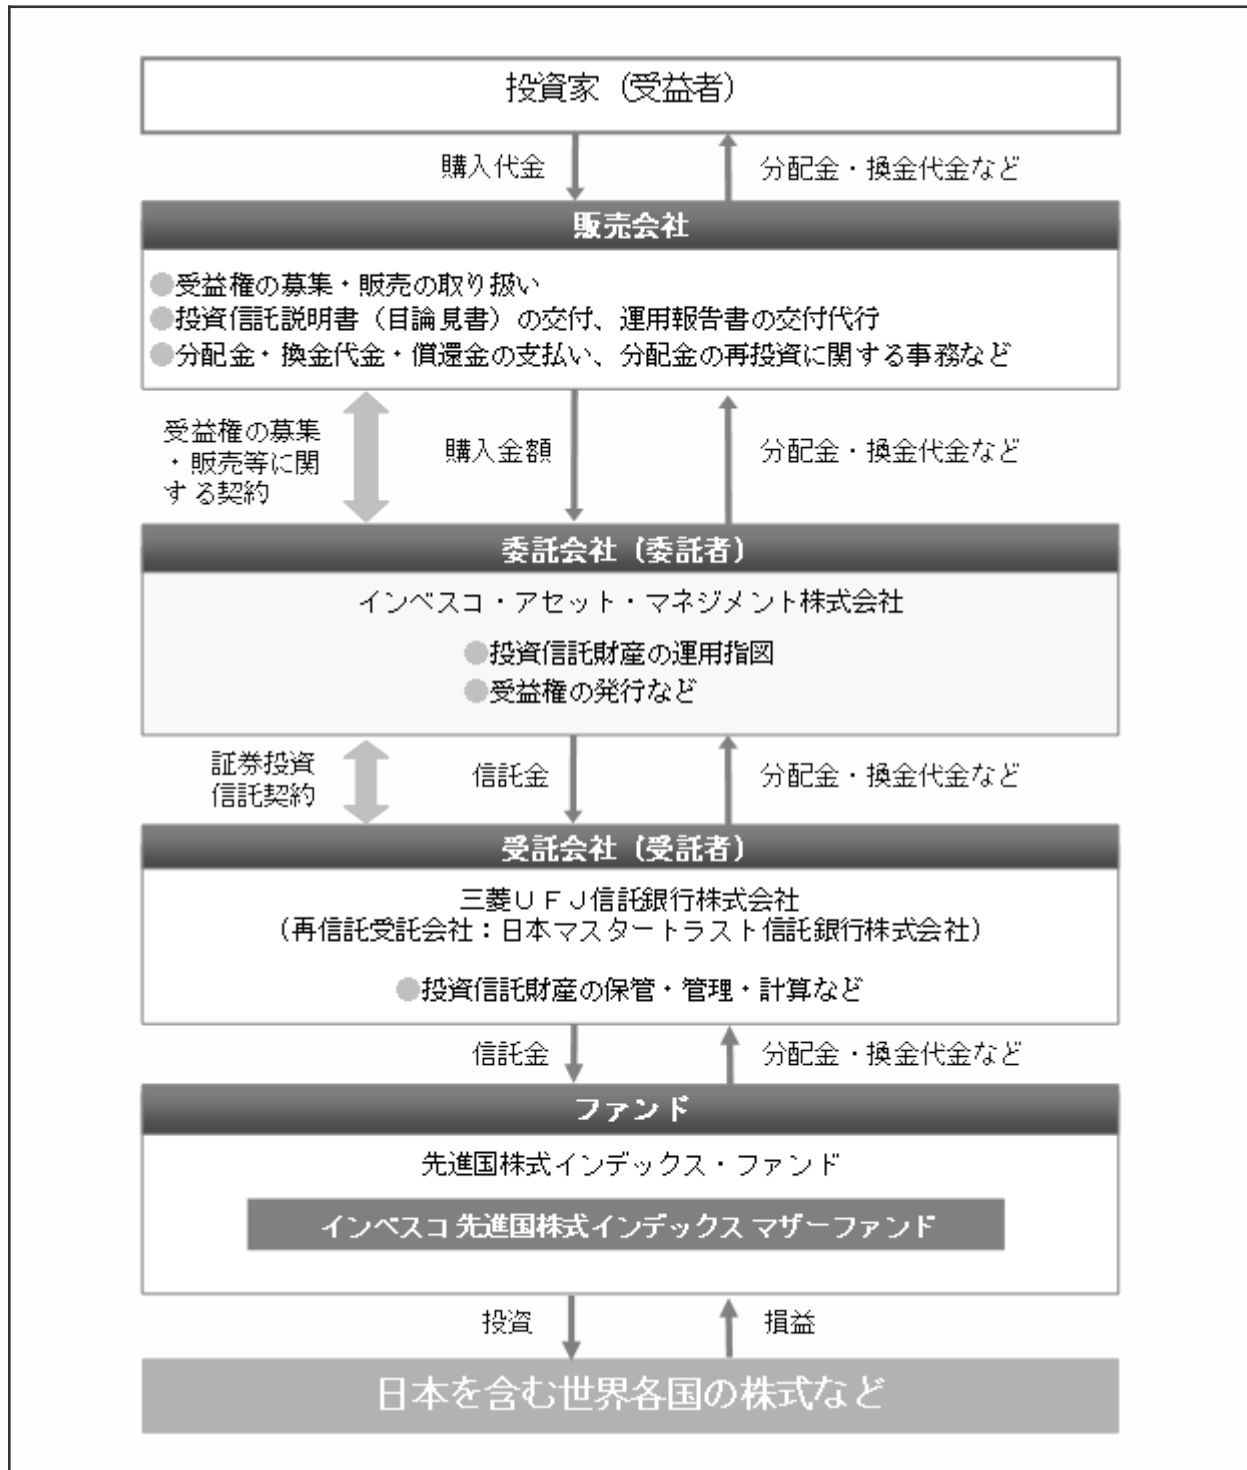 投資家（受益者）
購入代金
分配金・換金代金など
販売会社
●受益権の募集・販売の取り扱い
●投資信託説明書（目論見書）の交付、運用報告書の交付代行
●分配金・換金代金・償還金の支払い、分配金の再投資に関する事務など
受益権の募集
・販売等に関
する契約
購入金額
分配金・換金代金など
委託会社（委託者）
インベスコ・アセット・マネジメント株式会社
●投資信託財産の運用指図
●受益権の発行など
証券投資
信託契約
信託金
分配金・換金代金など
受託会社（受託者）
三菱ＵＦＪ信託銀行株式会社
（再信託受託会社：日本マスタートラスト信託銀行株式会社）
●投資信託財産の保管・管理・計算など
信託金
分配金・換金代金など
ファンド
先進国株式インデックス・ファンド
インベスコ 先進国株式インデックス マザーファンド
投資
損益
日本を含む世界各国の株式など